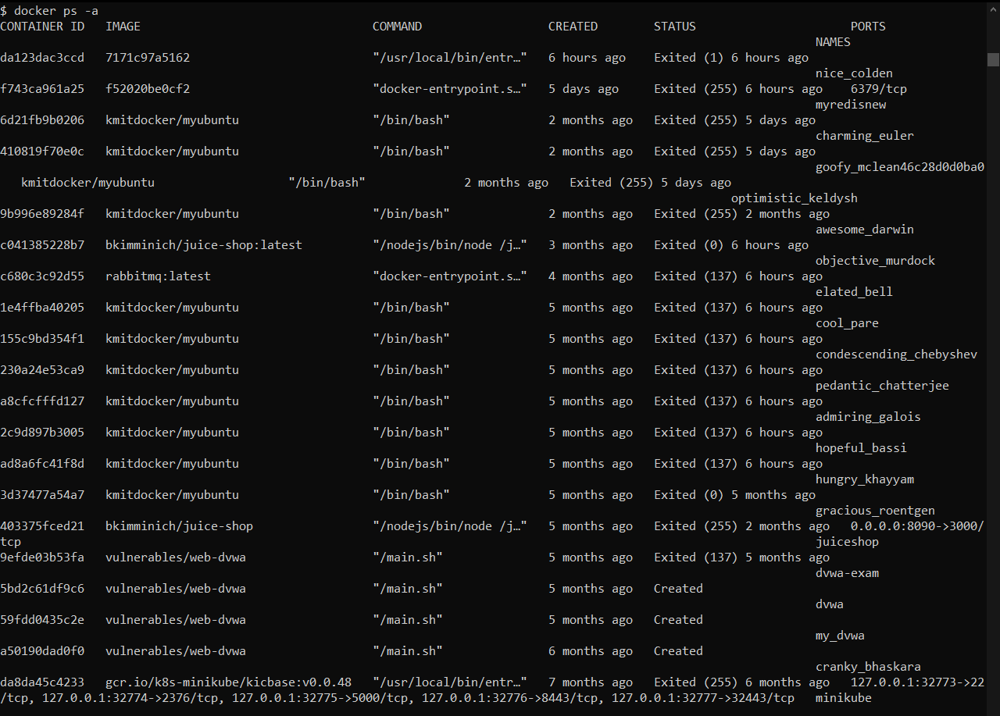 $ docker ps -a
CONTAINER ID   IMAGE                                 COMMAND                  CREATED         STATUS                      PORTS
NAMES
da123dac3ccd   7171c97a5162                          "/usr/local/bin/entr…"   6 hours ago     Exited (1) 6 hours ago
nice_colden
f743ca961a25   f52020be0cf2                          "docker-entrypoint.s…"   5 days ago      Exited (255) 6 hours ago    6379/tcp
myredisnew
6d21fb9b0206   kmitdocker/myubuntu                   "/bin/bash"              2 months ago    Exited (255) 5 days ago
charming_euler
410819f70e0c   kmitdocker/myubuntu                   "/bin/bash"              2 months ago    Exited (255) 5 days ago
goofy_mclean46c28d0d0ba0
kmitdocker/myubuntu                   "/bin/bash"              2 months ago   Exited (255) 5 days ago
optimistic_keldysh
9b996e89284f   kmitdocker/myubuntu                   "/bin/bash"              2 months ago    Exited (255) 2 months ago
awesome_darwin
c041385228b7   bkimminich/juice-shop:latest          "/nodejs/bin/node /j…"   3 months ago    Exited (0) 6 hours ago
objective_murdock
c680c3c92d55   rabbitmq:latest                       "docker-entrypoint.s…"   4 months ago    Exited (137) 6 hours ago
elated_bell
1e4ffba40205   kmitdocker/myubuntu                   "/bin/bash"              5 months ago    Exited (137) 6 hours ago
cool_pare
155c9bd354f1   kmitdocker/myubuntu                   "/bin/bash"              5 months ago    Exited (137) 6 hours ago
condescending_chebyshev
230a24e53ca9   kmitdocker/myubuntu                   "/bin/bash"              5 months ago    Exited (137) 6 hours ago
pedantic_chatterjee
a8cfcfffd127   kmitdocker/myubuntu                   "/bin/bash"              5 months ago    Exited (137) 6 hours ago
admiring_galois
2c9d897b3005   kmitdocker/myubuntu                   "/bin/bash"              5 months ago    Exited (137) 6 hours ago
hopeful_bassi
ad8a6fc41f8d   kmitdocker/myubuntu                   "/bin/bash"              5 months ago    Exited (137) 6 hours ago
hungry_khayyam
3d37477a54a7   kmitdocker/myubuntu                   "/bin/bash"              5 months ago    Exited (0) 5 months ago
gracious_roentgen
403375fced21   bkimminich/juice-shop                 "/nodejs/bin/node /j…"   5 months ago    Exited (255) 2 months ago   0.0.0.0:8090->3000/
tcp   juiceshop
9efde03b53fa   vulnerables/web-dvwa                  "/main.sh"               5 months ago    Exited (137) 5 months ago
dvwa-exam
5bd2c61df9c6   vulnerables/web-dvwa                  "/main.sh"               5 months ago    Created
dvwa
59fdd0435c2e   vulnerables/web-dvwa                  "/main.sh"               5 months ago    Created
my_dvwa
a50190dad0f0   vulnerables/web-dvwa                  "/main.sh"               6 months ago    Created
cranky_bhaskara
da8da45c4233   gcr.io/k8s-minikube/kicbase:v0.0.48   "/usr/local/bin/entr…"   7 months ago    Exited (255) 6 months ago   127.0.0.1:32773->22
/tcp, 127.0.0.1:32774->2376/tcp, 127.0.0.1:32775->5000/tcp, 127.0.0.1:32776->8443/tcp, 127.0.0.1:32777->32443/tcp   minikube